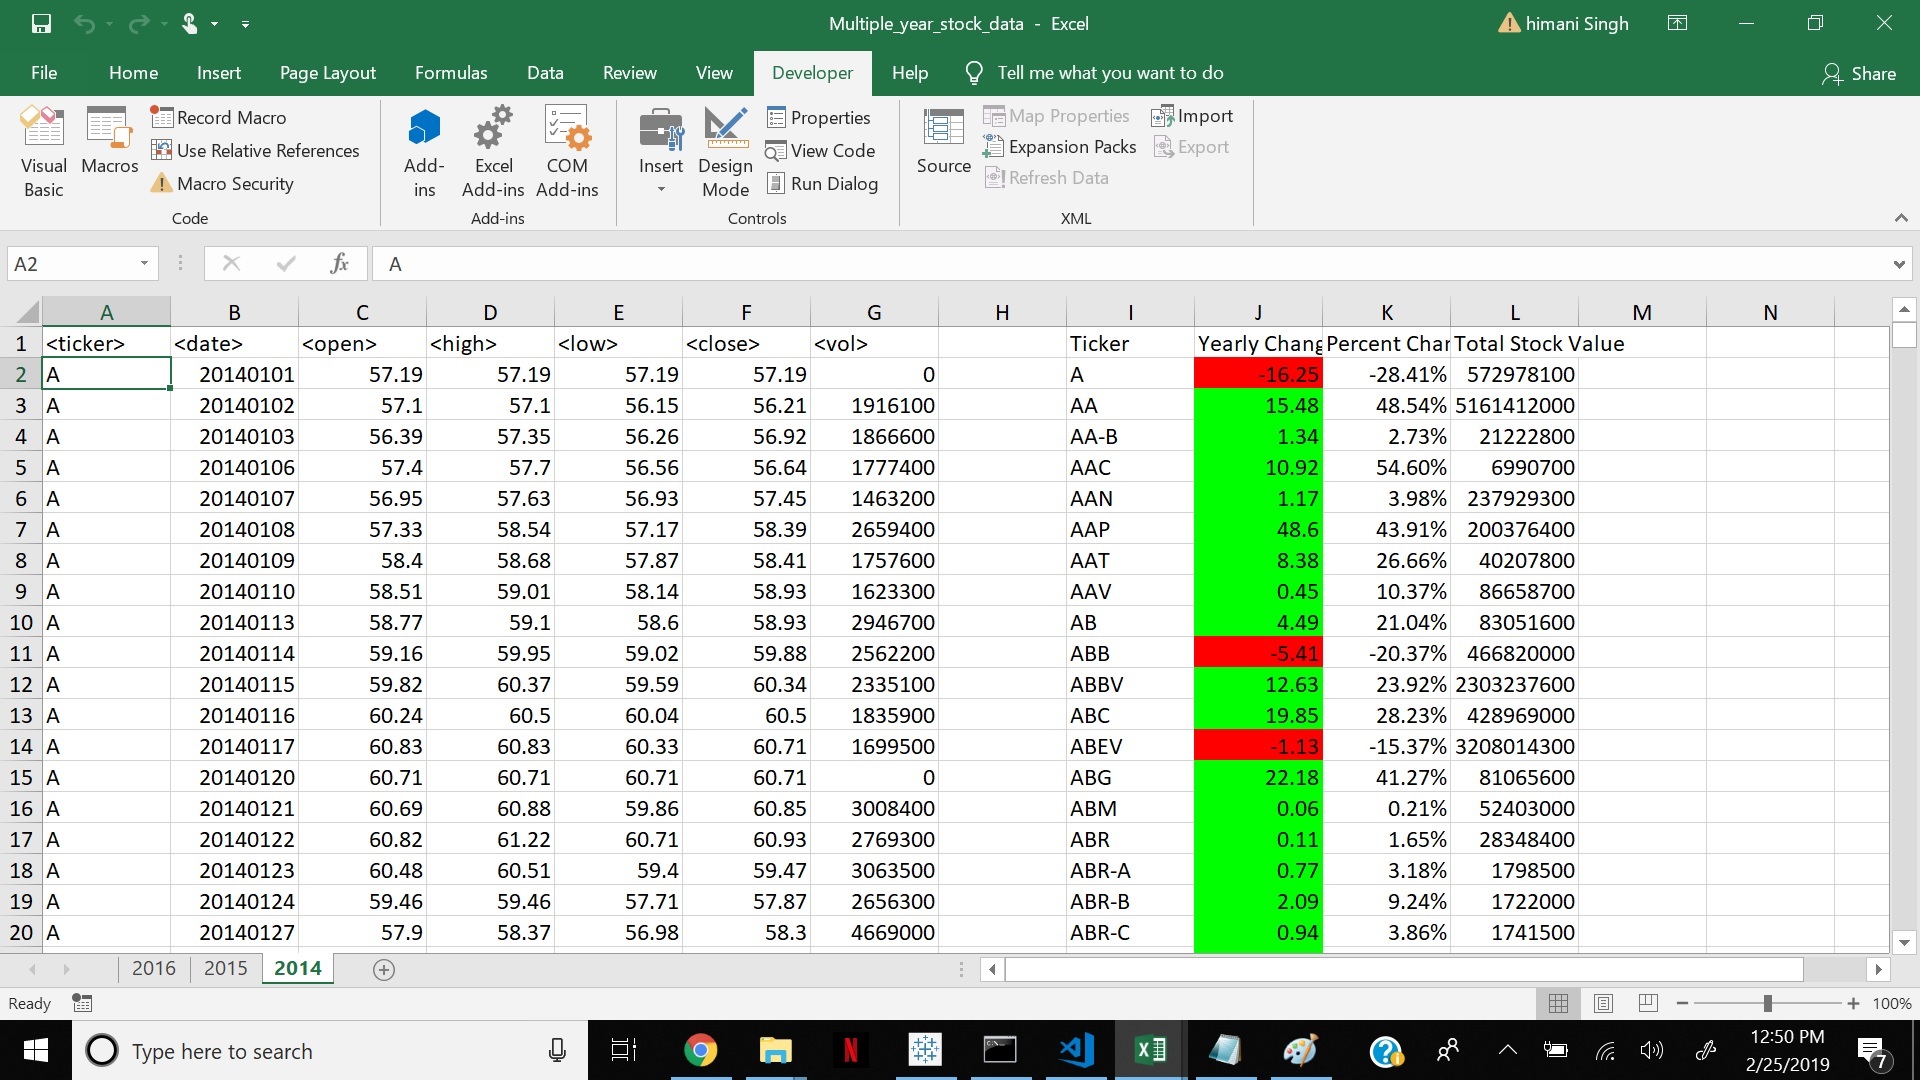 Multiple_year_stock_data - Excel
himani Singh
File Home Insert Page Layout Formulas Data Review View Developer Help Tell me what you want to do Share
Visual Basic
Macros
Record Macro
Use Relative References
Macro Security
Code
Add-ins
Excel Add-ins
COM Add-ins
Add-ins
Insert
Design Mode
Properties
View Code
Run Dialog
Controls
Source
Map Properties
Expansion Packs
Refresh Data
Import
Export
XML
A2 fx A
A B C D E F G H I J K L M N
1 <ticker> <date> <open> <high> <low> <close> <vol> Ticker Yearly Chang Percent Char Total Stock Value
2 A 20140101 57.19 57.19 57.19 57.19 0 A -16.25 -28.41% 572978100
3 A 20140102 57.1 57.1 56.15 56.21 1916100 AA 15.48 48.54% 5161412000
4 A 20140103 56.39 57.35 56.26 56.92 1866600 AA-B 1.34 2.73% 21222800
5 A 20140106 57.4 57.7 56.56 56.64 1777400 AAC 10.92 54.60% 6990700
6 A 20140107 56.95 57.63 56.93 57.45 1463200 AAN 1.17 3.98% 237929300
7 A 20140108 57.33 58.54 57.17 58.39 2659400 AAP 48.6 43.91% 200376400
8 A 20140109 58.4 58.68 57.87 58.41 1757600 AAT 8.38 26.66% 40207800
9 A 20140110 58.51 59.01 58.14 58.93 1623300 AAV 0.45 10.37% 86658700
10 A 20140113 58.77 59.1 58.6 58.93 2946700 AB 4.49 21.04% 83051600
11 A 20140114 59.16 59.95 59.02 59.88 2562200 ABB -5.41 -20.37% 466820000
12 A 20140115 59.82 60.37 59.59 60.34 2335100 ABBV 12.63 23.92% 2303237600
13 A 20140116 60.24 60.5 60.04 60.5 1835900 ABC 19.85 28.23% 428969000
14 A 20140117 60.83 60.83 60.33 60.71 1699500 ABEV -1.13 -15.37% 3208014300
15 A 20140120 60.71 60.71 60.71 60.71 0 ABG 22.18 41.27% 81065600
16 A 20140121 60.69 60.88 59.86 60.85 3008400 ABM 0.06 0.21% 52403000
17 A 20140122 60.82 61.22 60.71 60.93 2769300 ABR 0.11 1.65% 28348400
18 A 20140123 60.48 60.51 59.4 59.47 3063500 ABR-A 0.77 3.18% 1798500
19 A 20140124 59.46 59.46 57.71 57.87 2656300 ABR-B 2.09 9.24% 1722000
20 A 20140127 57.9 58.37 56.98 58.3 4669000 ABR-C 0.94 3.86% 1741500
2016 2015 2014
Ready 100%
Type here to search
12:50 PM
2/25/2019
7